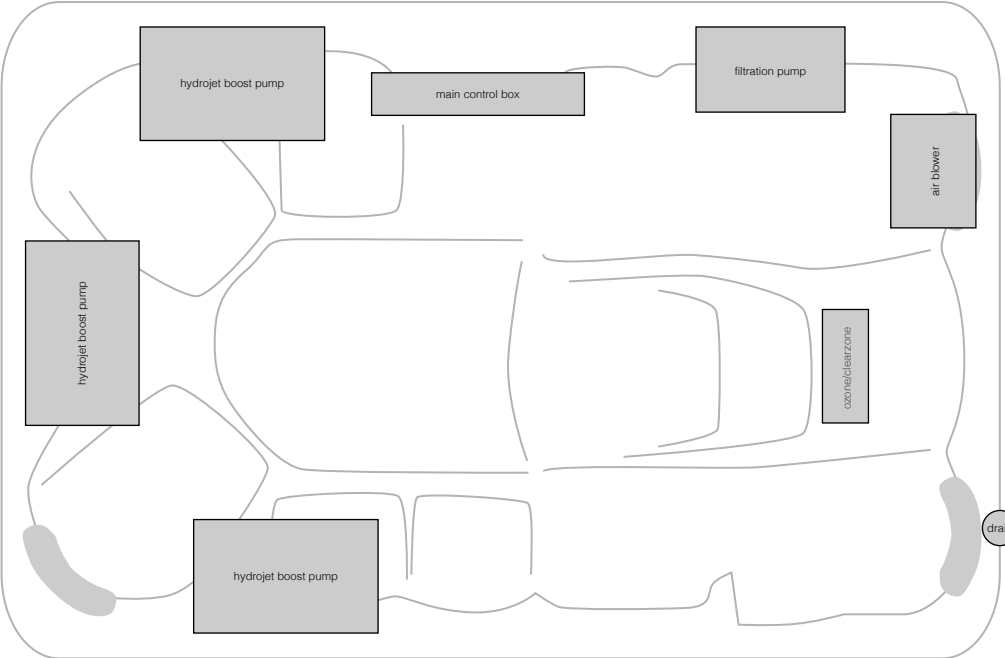 hydrojet boost pump
main control box
filtration pump
air blower
hydrojet boost pump
ozone/clearzone
hydrojet boost pump